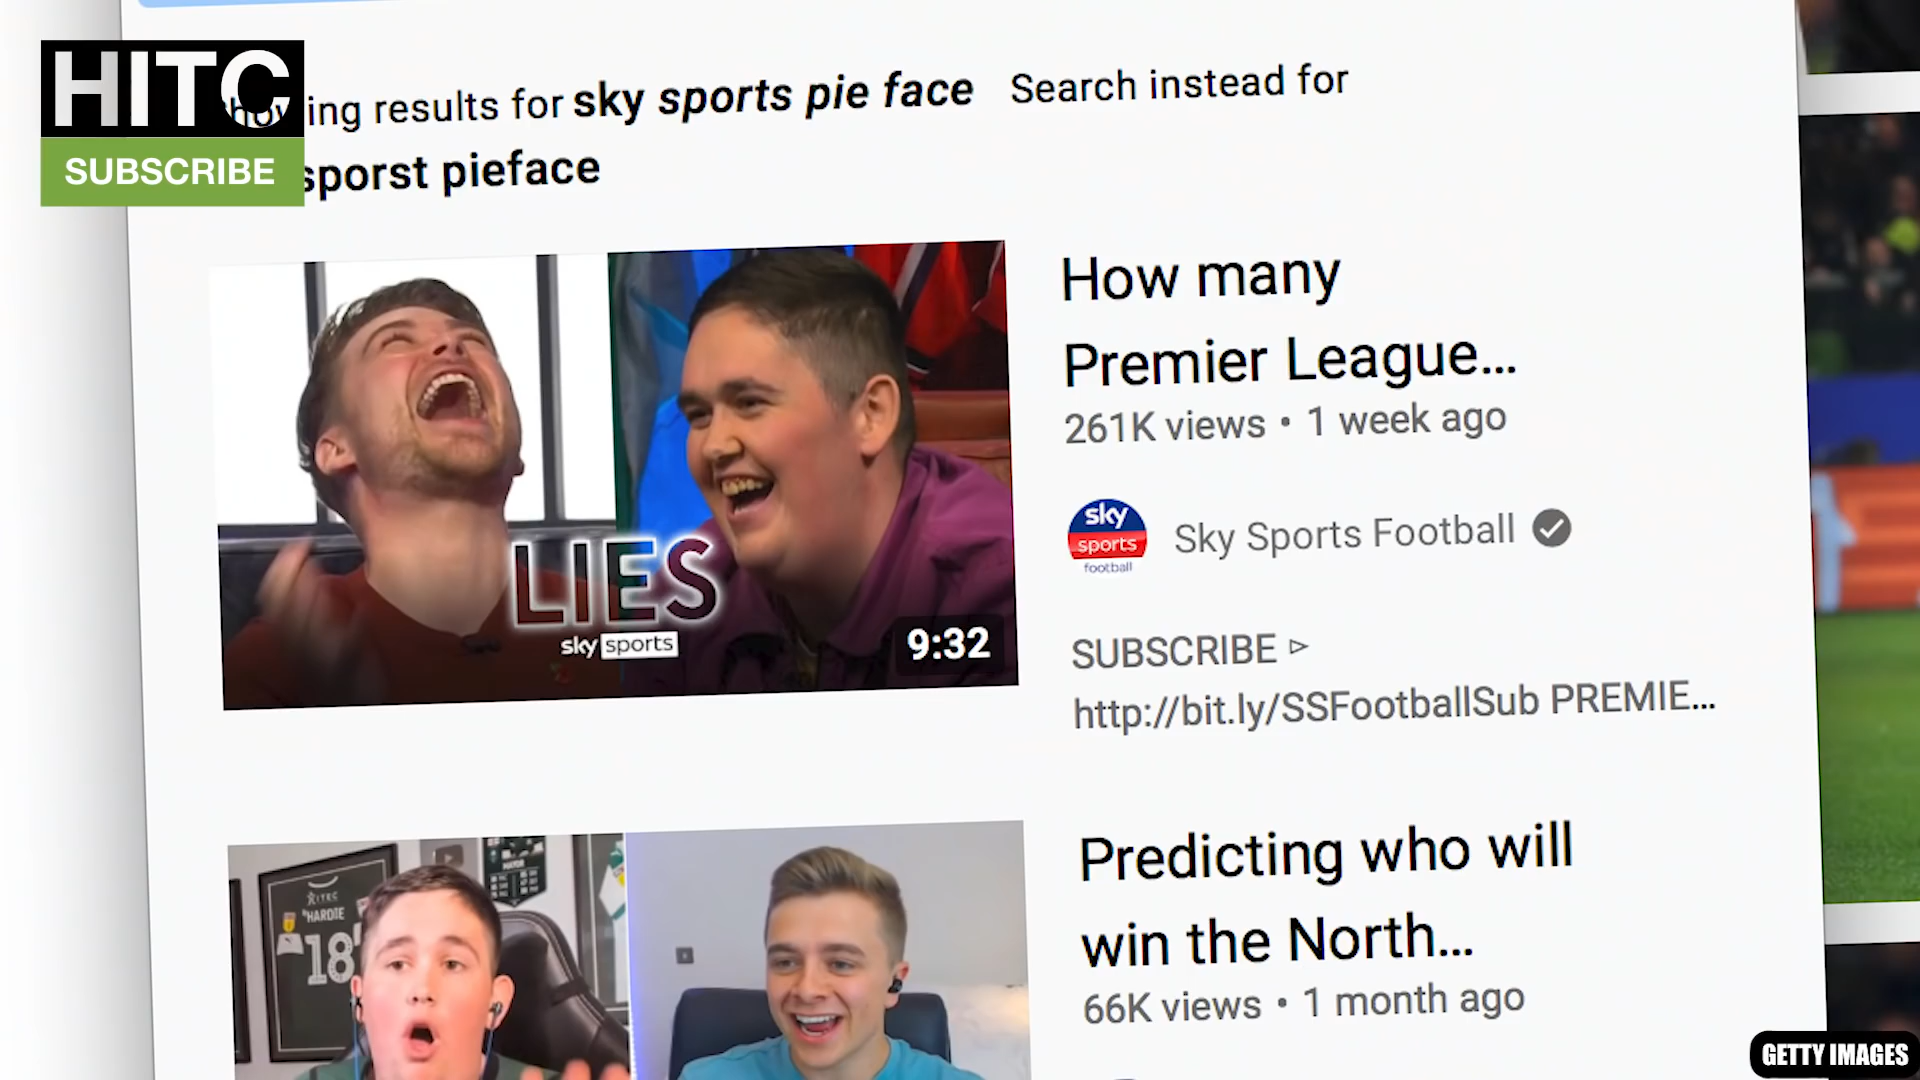 HITC
SUBSCRIBE
Showing results for sky sports pie face Search instead for
sporst pieface
How many
Premier League...
261K views • 1 week ago
LIES
sky sports
9:32
sky
sports
football
Sky Sports Football
SUBSCRIBE ▹
http://bit.ly/SSFootballSub PREMIE...
Predicting who will
win the North...
66K views • 1 month ago
HARDIE
18
GETTY IMAGES